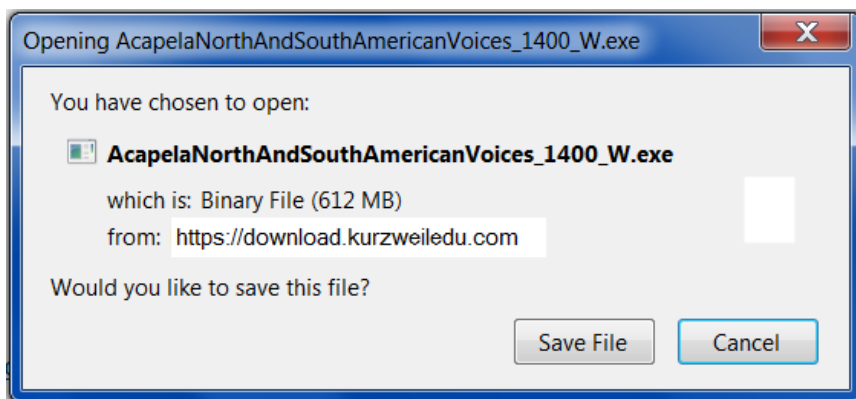 Opening AcapelaNorthAndSouthAmericanVoices_1400_W.exe
You have chosen to open:
AcapelaNorthAndSouthAmericanVoices_1400_W.exe
which is: Binary File (612 MB)
from: https://download.kurzweiledu.com
Would you like to save this file?
Save File Cancel